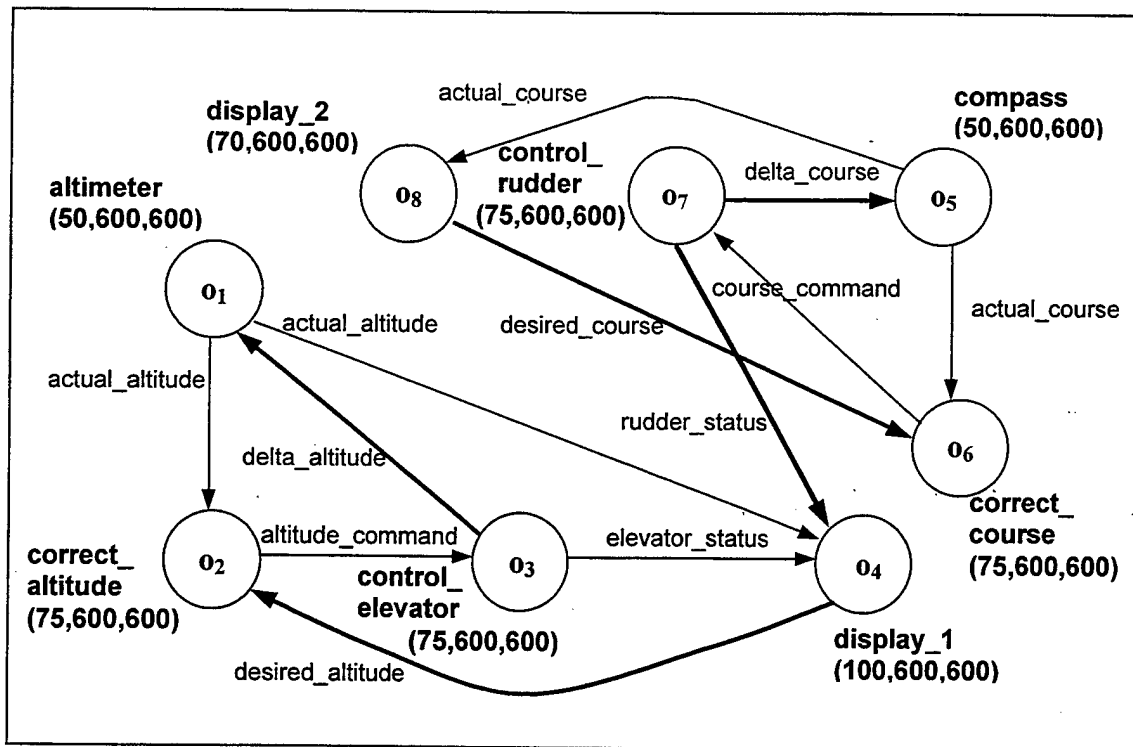 actual_course
display_2
(70,600,600)
compass
(50,600,600)
altimeter
(50,600,600)
control_
rudder
(75,600,600)
delta_course
o8
o7
o5
o1
actual_altitude
desired_course
course_command
actual_course
actual_altitude
rudder_status
delta_altitude
o6
correct_
course
(75,600,600)
altitude_command
elevator_status
o2
o3
o4
correct_
altitude
(75,600,600)
control_
elevator
(75,600,600)
display_1
(100,600,600)
desired_altitude